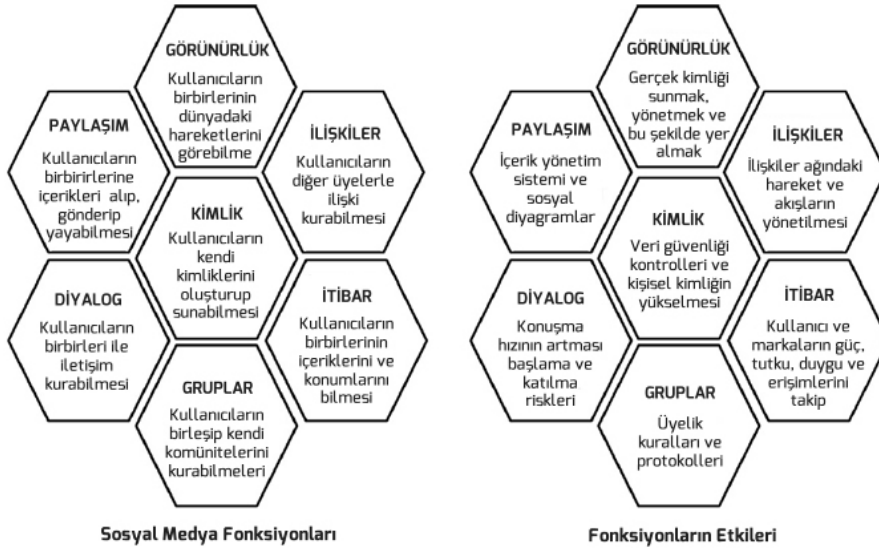 GÖRÜNÜRLÜK
Kullanıcıların
birbirlerinin
dünyadaki
hareketlerini
görebilme
PAYLAŞIM
Kullanıcıların
birbirirlerine
içerikleri alıp,
gönderip
yayabilmesi
İLİŞKİLER
Kullanıcıların
diğer üyelerle
ilişki
kurabilmesi
KİMLİK
Kullanıcıların
kendi
kimliklerini
oluşturup
sunabilmesi
DİYALOG
Kullanıcıların
birbirleri ile
iletişim
kurabilmesi
İTİBAR
Kullanıcıların
birbirlerinin
içeriklerini ve
konumlarını
bilmesi
GRUPLAR
Kullanıcıların
birleşip kendi
komünitelerini
kurabilmeleri
Sosyal Medya Fonksiyonları
GÖRÜNÜRLÜK
Gerçek kimliği
sunmak,
yönetmek ve
bu şekilde yer
almak
PAYLAŞIM
İçerik yönetim
sistemi ve
sosyal
diyagramlar
İLİŞKİLER
İlişkiler ağındaki
hareket ve
akışların
yönetilmesi
KİMLİK
Veri güvenliği
kontrolleri ve
kişisel kimliğin
yükselmesi
DİYALOG
Konuşma
hızının artması
başlama ve
katılma
riskleri
İTİBAR
Kullanıcı ve
markaların güç,
tutku, duygu ve
erişimlerini
takip
GRUPLAR
Üyelik
kuralları ve
protokolleri
Fonksiyonların Etkileri